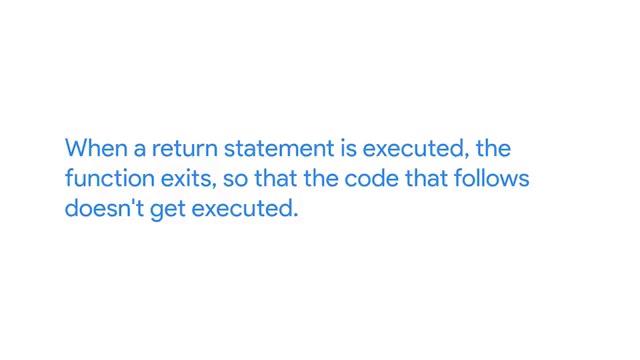 When a return statement is executed, the
function exits, so that the code that follows
doesn't get executed.